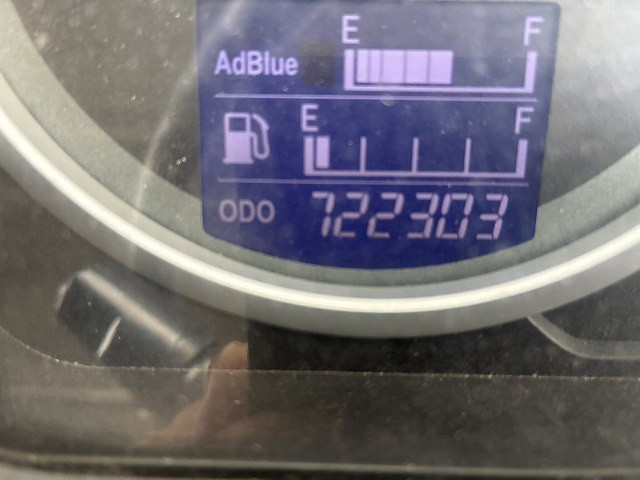 E F
AdBlue
E F
ODO 722303